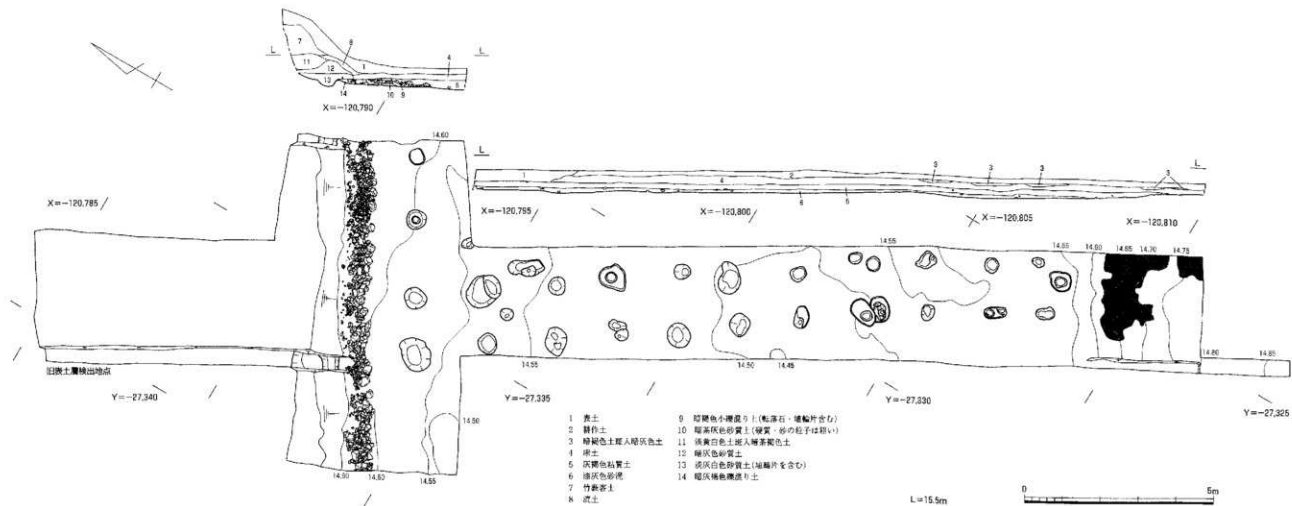 7
8
L
L
11
12
1
4
13
14
10
9
5
X=-120,790
14.60
L
L
1
4
2
3
3
3
3
6
5
X=-120,785
X=-120,795
X=-120,800
X=-120,805
X=-120,810
14.55
14.65
14.60
14.65
14.70
14.75
14.55
14.50
14.45
14.80
14.85
旧表土層検出地点
Y=-27,340
Y=-27,335
Y=-27,330
Y=-27,325
14.50
14.50
14.50
14.55
1 表土
2 耕作土
3 暗褐色土斑入暗灰色土
4 床土
5 灰褐色粘質土
6 漆灰色砂泥
7 竹藪客土
8 流土
9 暗褐色小礫混り土(転落石・埴輪片含む)
10 暗茶灰色砂質土(硬質・砂の粒子は粗い)
11 淡黄白色土斑入暗茶褐色土
12 暗灰色砂質土
13 淡灰白色砂質土(埴輪片を含む)
14 暗灰褐色礫混り土
L=15.5m
0
5m